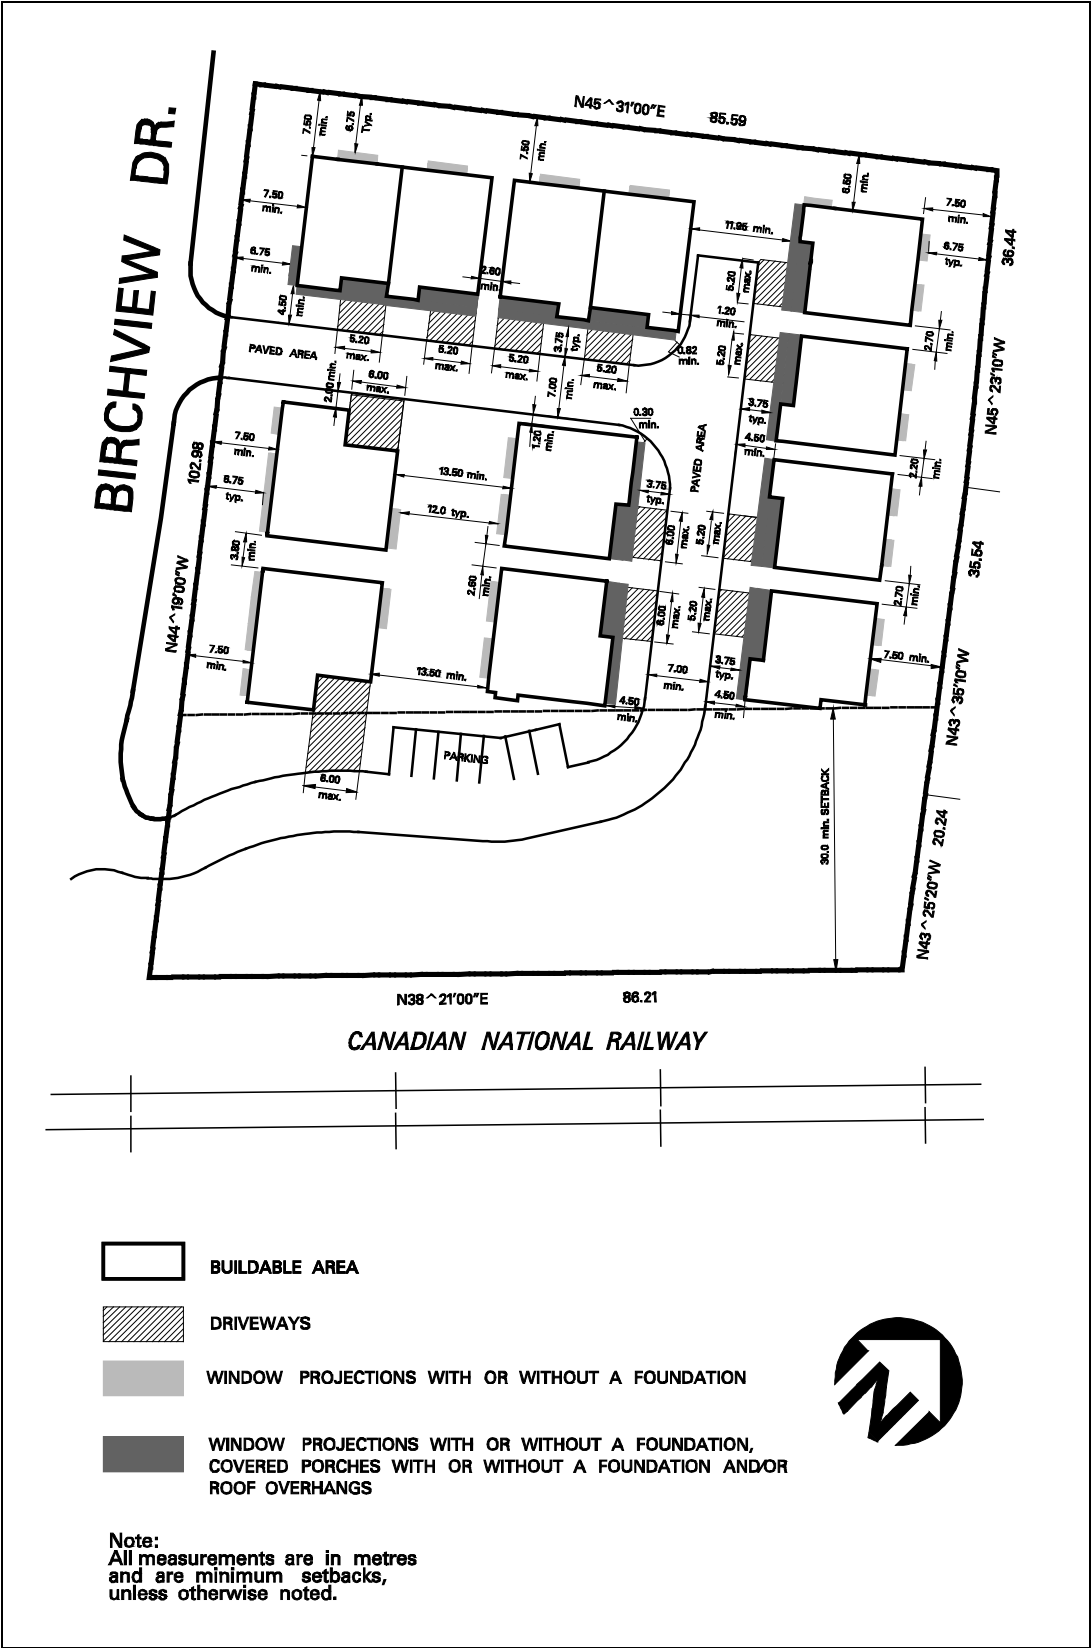 N45^31'00"E 85.59
BIRCHVIEW DR.
7.50
min.
6.75
Typ.
7.50
min.
6.50
min.
7.50
min.
7.50
min.
11.95 min.
6.75
typ.
36.44
6.75
min.
2.60
min.
4.50
min.
5.20
max.
1.20
min.
PAVED AREA
5.20
max.
5.20
max.
5.20
max.
3.75
typ.
5.20
max.
0.62
min.
5.20
max.
2.70
min.
N45^23'10"W
2.00 min.
6.00
max.
7.00
min.
0.30
min.
3.75
typ.
1.20
min.
PAVED AREA
4.50
min.
7.50
min.
102.98
6.75
typ.
13.50 min.
12.0 typ.
3.75
typ.
2.20
min.
3.80
min.
6.00
max.
5.20
max.
35.54
N44^19'00"W
2.60
min.
6.00
max.
5.20
max.
2.70
min.
7.50
min.
13.50 min.
7.00
min.
3.75
typ.
7.50 min.
4.50
min.
4.50
min.
N43^35'10"W
PARKING
6.00
max.
30.0 min. SETBACK
N43^25'20"W 20.24
N38^21'00"E 86.21
CANADIAN NATIONAL RAILWAY
BUILDABLE AREA
DRIVEWAYS
WINDOW PROJECTIONS WITH OR WITHOUT A FOUNDATION
WINDOW PROJECTIONS WITH OR WITHOUT A FOUNDATION,
COVERED PORCHES WITH OR WITHOUT A FOUNDATION AND/OR
ROOF OVERHANGS
N
Note:
All measurements are in metres
and are minimum setbacks,
unless otherwise noted.